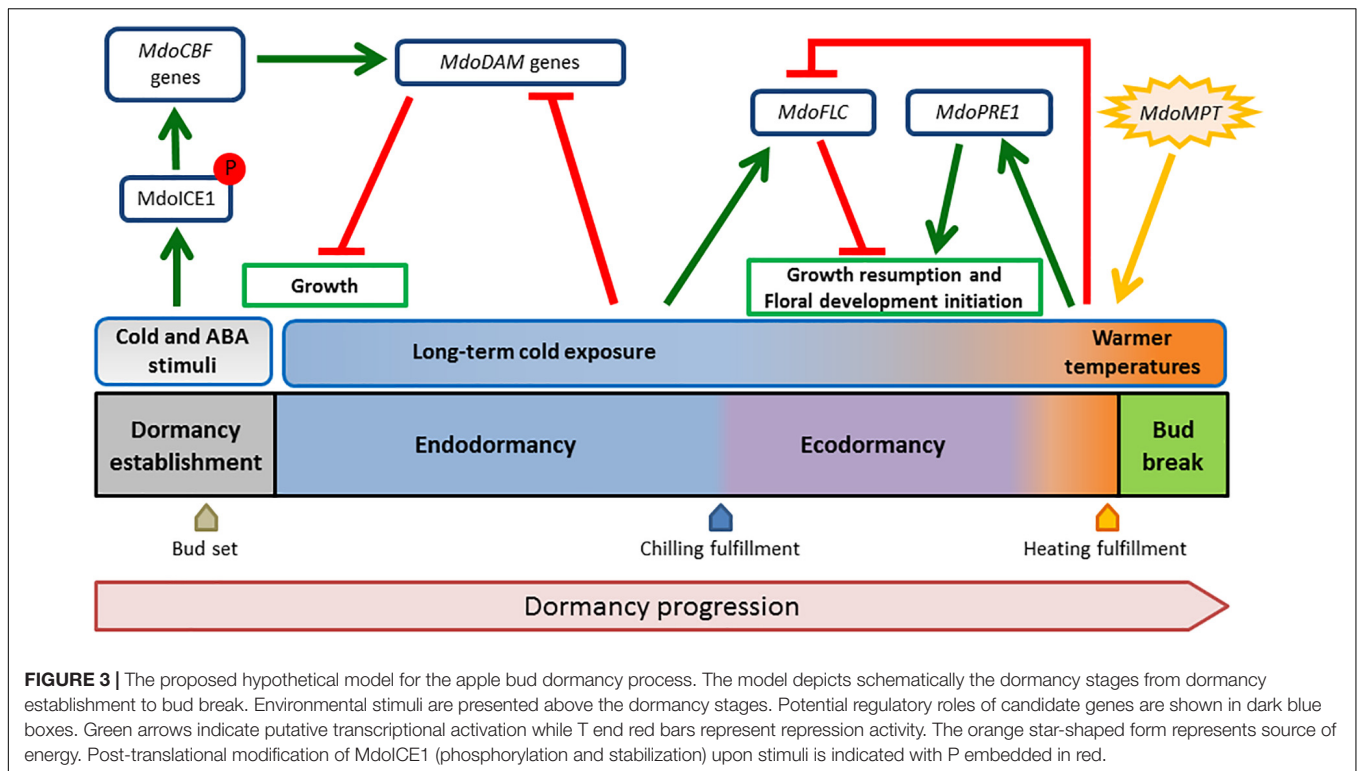 MdoCBF
genes
MdoDAM genes
MdoFLC
MdoPRE1
MdoMPT
P
MdoICE1
Growth
Growth resumption and
Floral development initiation
Cold and ABA
stimuli
Long-term cold exposure
Warmer
temperatures
Dormancy
establishment
Endodormancy
Ecodormancy
Bud
break
Bud set
Chilling fulfillment
Heating fulfillment
Dormancy progression
FIGURE 3 | The proposed hypothetical model for the apple bud dormancy process. The model depicts schematically the dormancy stages from dormancy
establishment to bud break. Environmental stimuli are presented above the dormancy stages. Potential regulatory roles of candidate genes are shown in dark blue
boxes. Green arrows indicate putative transcriptional activation while T end red bars represent repression activity. The orange star-shaped form represents source of
energy. Post-translational modification of MdoICE1 (phosphorylation and stabilization) upon stimuli is indicated with P embedded in red.